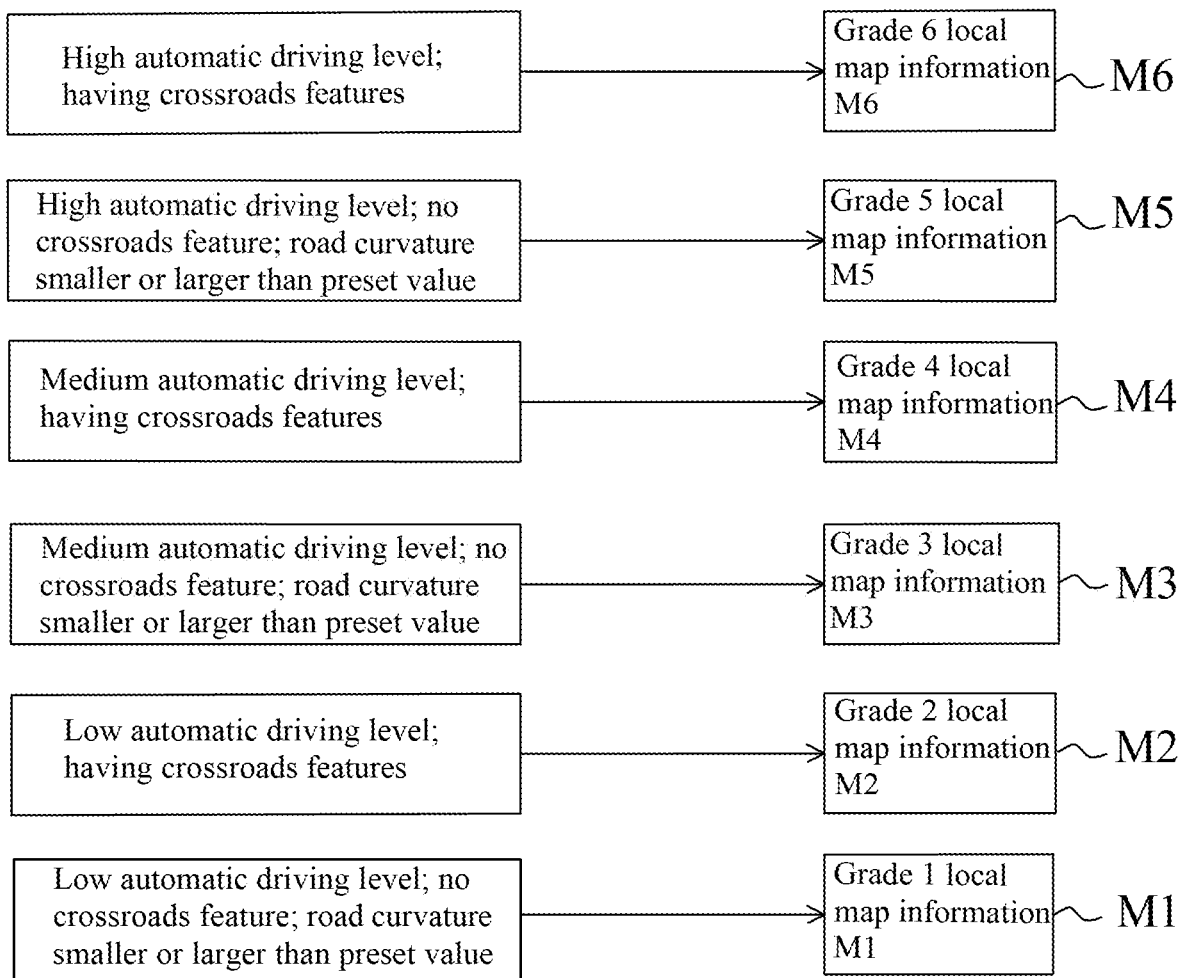 High automatic driving level;
having crossroads features
Grade 6 local
map information
M6
M6
High automatic driving level; no
crossroads feature; road curvature
smaller or larger than preset value
Grade 5 local
map information
M5
M5
Medium automatic driving level;
having crossroads features
Grade 4 local
map information
M4
M4
Medium automatic driving level; no
crossroads feature; road curvature
smaller or larger than preset value
Grade 3 local
map information
M3
M3
Low automatic driving level;
having crossroads features
Grade 2 local
map information
M2
M2
Low automatic driving level; no
crossroads feature; road curvature
smaller or larger than preset value
Grade 1 local
map information
M1
M1